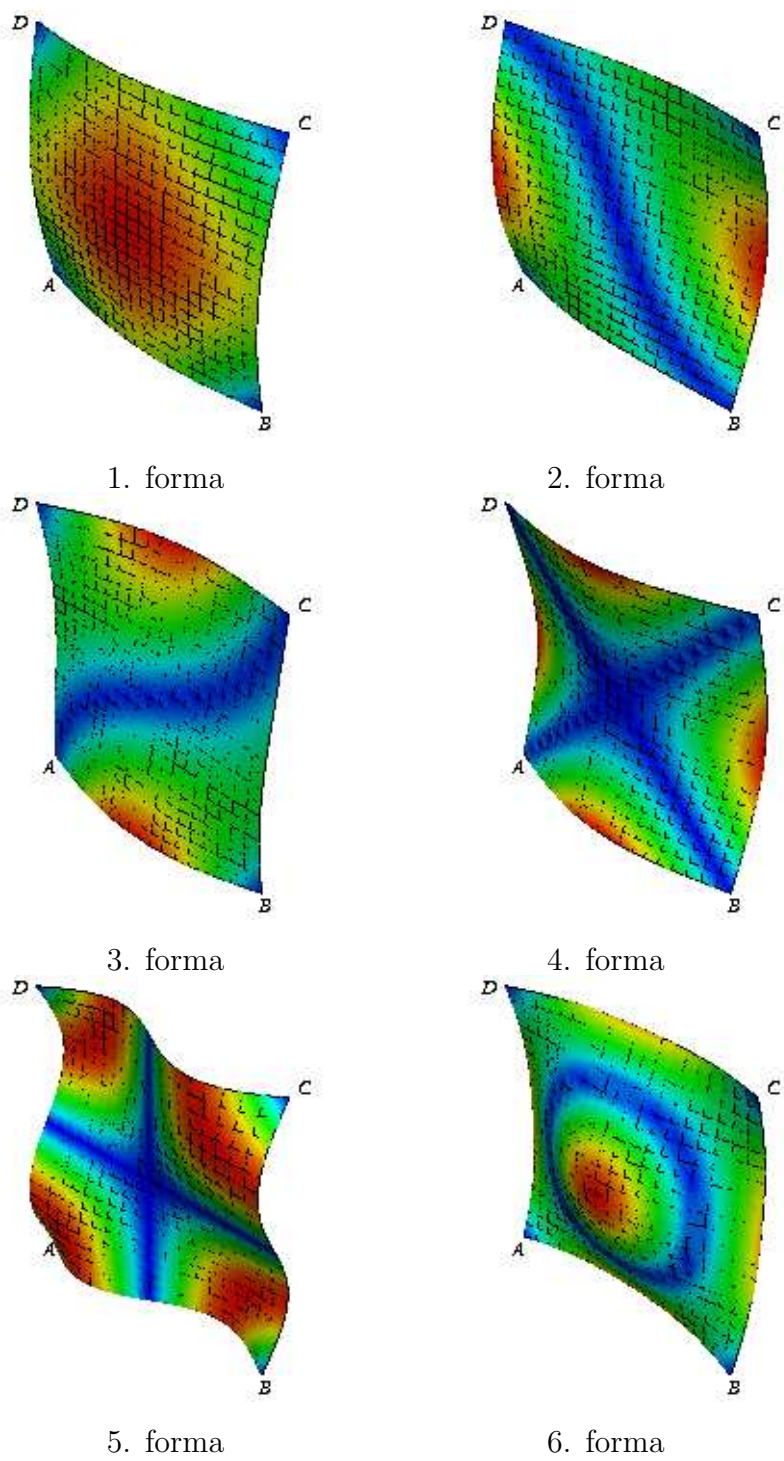 D D
C C
A A
B B
1. forma 2. forma
D D
C C
A A
B B
3. forma 4. forma
D D
C C
A A
B B
5. forma 6. forma